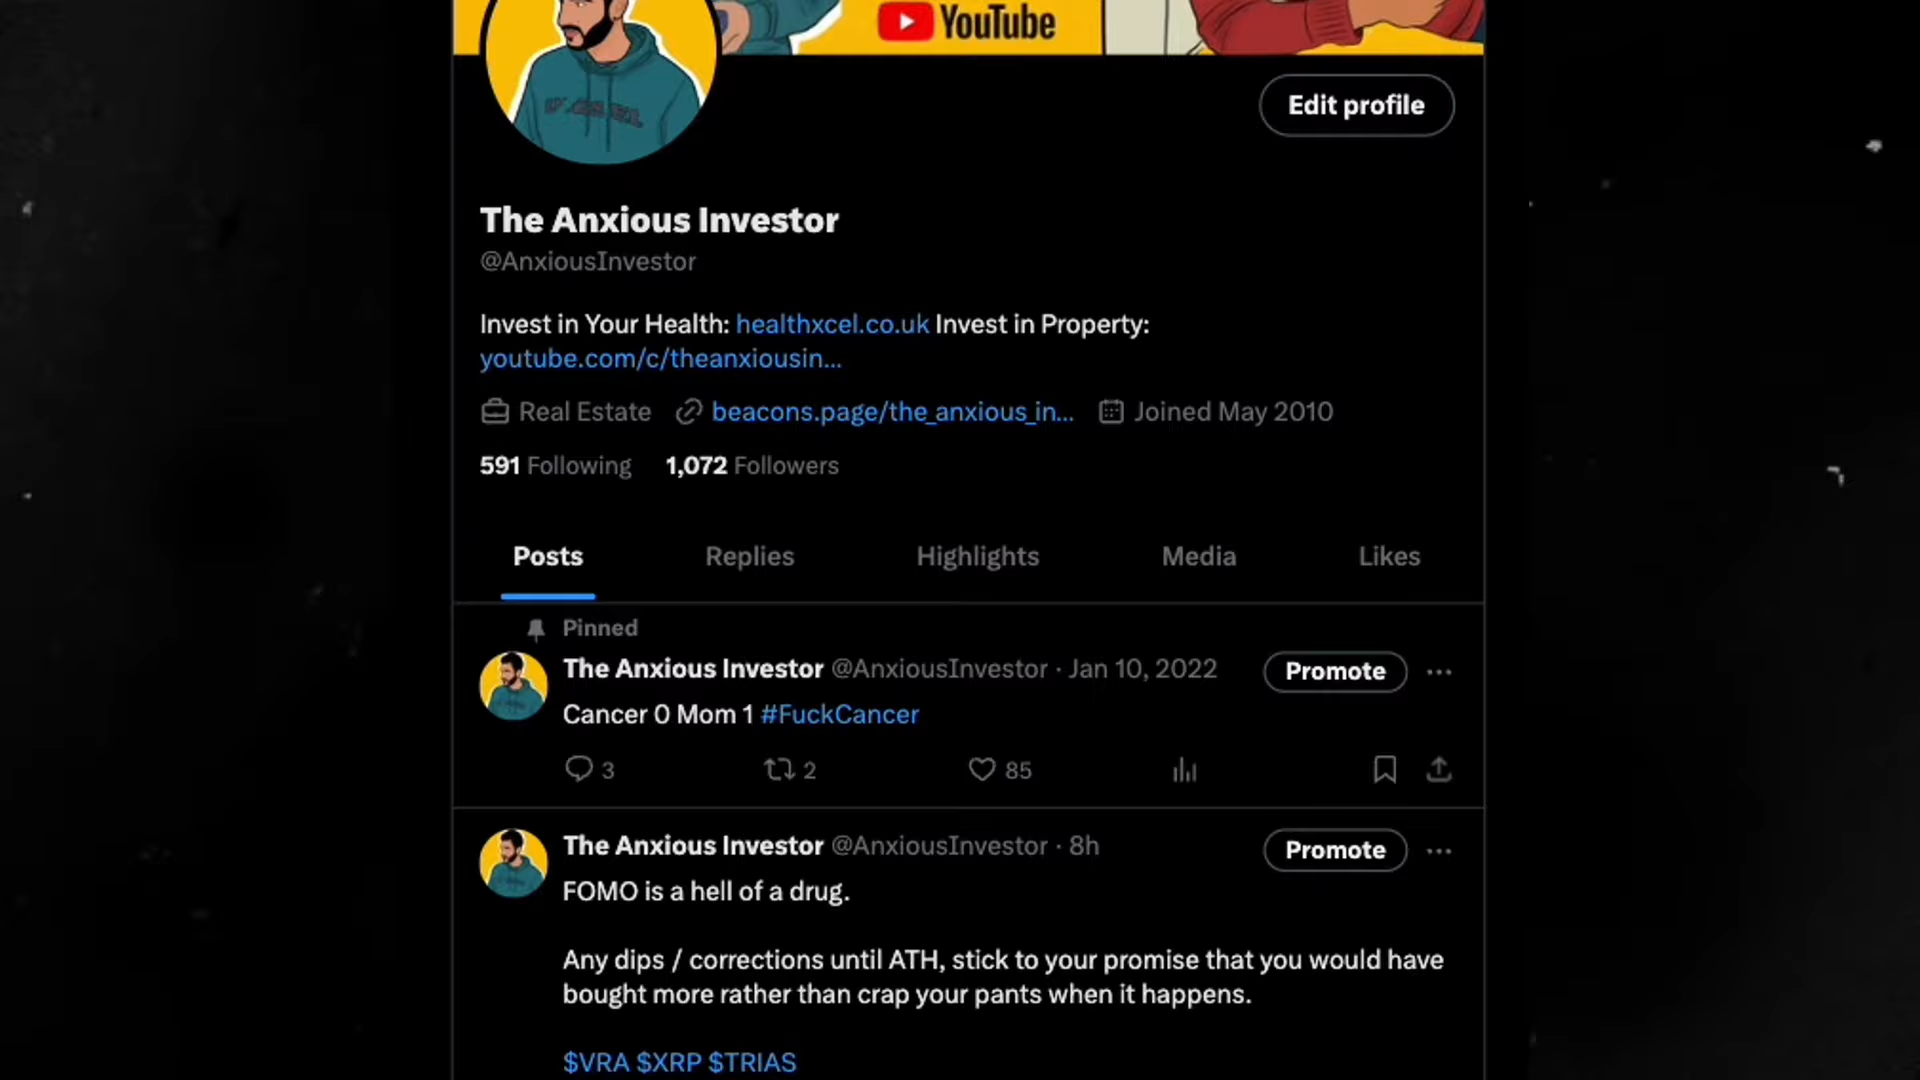 YouTube
Edit profile
The Anxious Investor
@AnxiousInvestor
Invest in Your Health: healthxcel.co.uk Invest in Property:
youtube.com/c/theanxiousin...
Real Estate beacons.page/the_anxious_in... Joined May 2010
591 Following 1,072 Followers
Posts Replies Highlights Media Likes
Pinned
The Anxious Investor @AnxiousInvestor · Jan 10, 2022 Promote
Cancer 0 Mom 1 #FuckCancer
3 2 85
The Anxious Investor @AnxiousInvestor · 8h Promote
FOMO is a hell of a drug.
Any dips / corrections until ATH, stick to your promise that you would have
bought more rather than crap your pants when it happens.
$VRA $XRP $TRIAS